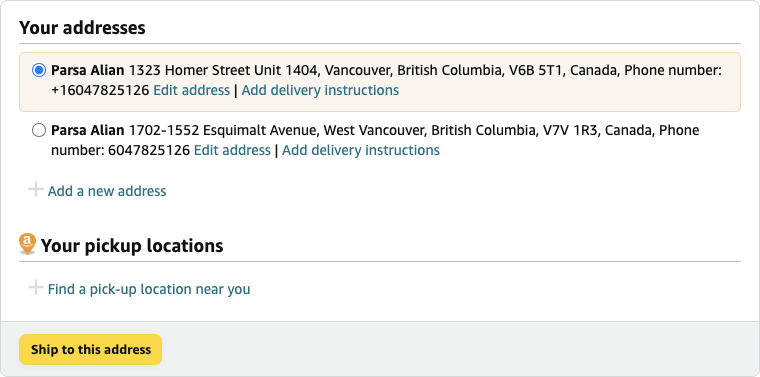 Your addresses
Parsa Alian 1323 Homer Street Unit 1404, Vancouver, British Columbia, V6B 5T1, Canada, Phone number:
+16047825126 Edit address | Add delivery instructions
Parsa Alian 1702-1552 Esquimalt Avenue, West Vancouver, British Columbia, V7V 1R3, Canada, Phone
number: 6047825126 Edit address | Add delivery instructions
Add a new address
a Your pickup locations
Find a pick-up location near you
Ship to this address